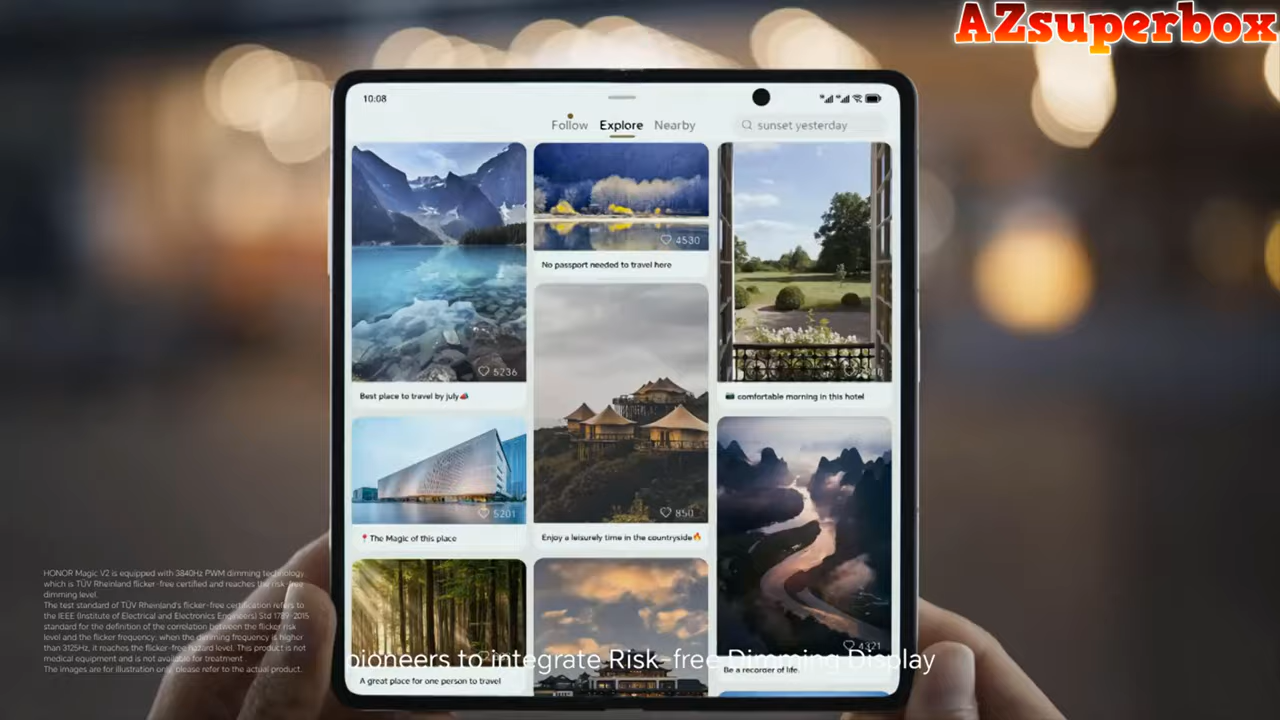 AZsuperbox
10:08
Follow Explore Nearby
sunset yesterday
5236
Best place to travel by july
4530
No passport needed to travel here
comfortable morning in this hotel
5201
The Magic of this place
850
Enjoy a leisurely time in the countryside
4321
Be a recorder of life.
A great place for one person to travel
pioneers to integrate Risk-free Dimming Display
HONOR Magic V2 is equipped with 3840Hz PWM dimming technology,
which is TÜV Rheinland flicker-free certified and reaches the risk-free
dimming level.
The test standard of TÜV Rheinland's flicker-free certification refers to
the IEEE (Institute of Electrical and Electronics Engineers) Std 1789-2015
standard for the definition of the correlation between the flicker risk
level and the flicker frequency: when the dimming frequency is higher
than 3125Hz, it reaches the flicker-free hazard level. This product is not
medical equipment and is not available for treatment.
The images are for illustration only, please refer to the actual product.